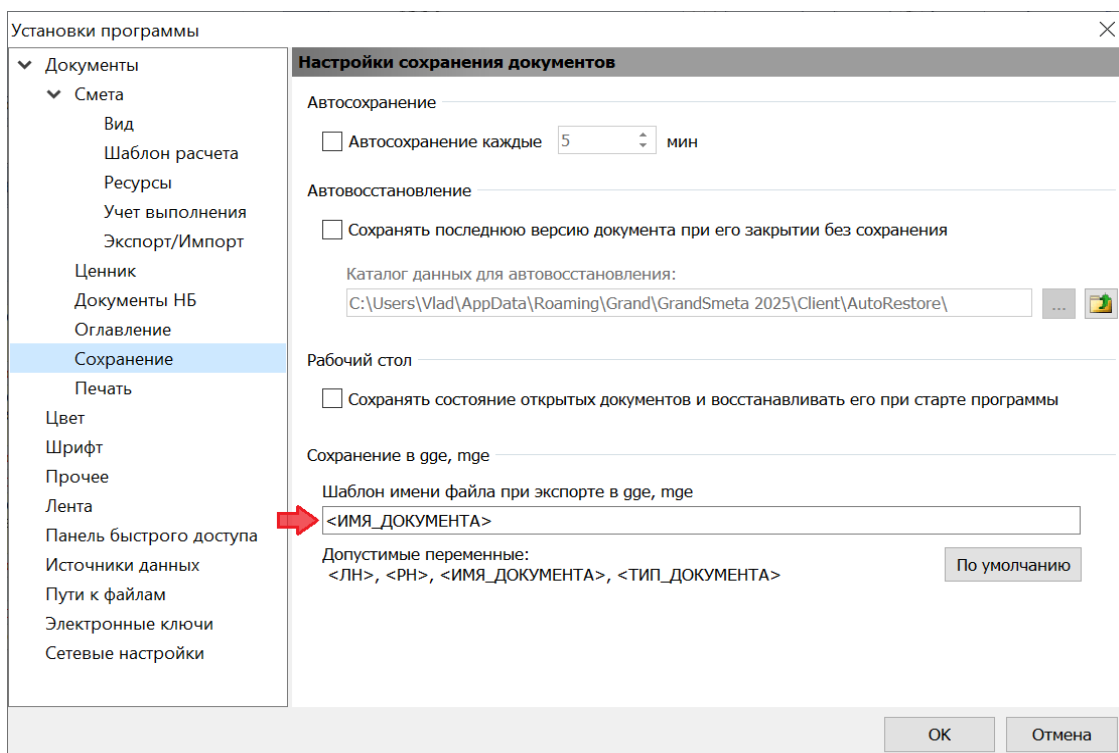 Установки программы
Документы
Смета
Вид
Шаблон расчета
Ресурсы
Учет выполнения
Экспорт/Импорт
Ценник
Документы НБ
Оглавление
Сохранение
Печать
Цвет
Шрифт
Прочее
Лента
Панель быстрого доступа
Источники данных
Пути к файлам
Электронные ключи
Сетевые настройки
Настройки сохранения документов
Автосохранение
Автосохранение каждые 5 мин
Автовосстановление
Сохранять последнюю версию документа при его закрытии без сохранения
Каталог данных для автовосстановления:
C:\Users\Vlad\AppData\Roaming\Grand\GrandSmeta 2025\Client\AutoRestore\ ...
Рабочий стол
Сохранять состояние открытых документов и восстанавливать его при старте программы
Сохранение в gge, mge
Шаблон имени файла при экспорте в gge, mge
<ИМЯ_ДОКУМЕНТА>
Допустимые переменные:
<ЛН>, <РН>, <ИМЯ_ДОКУМЕНТА>, <ТИП_ДОКУМЕНТА>
По умолчанию
OK Отмена